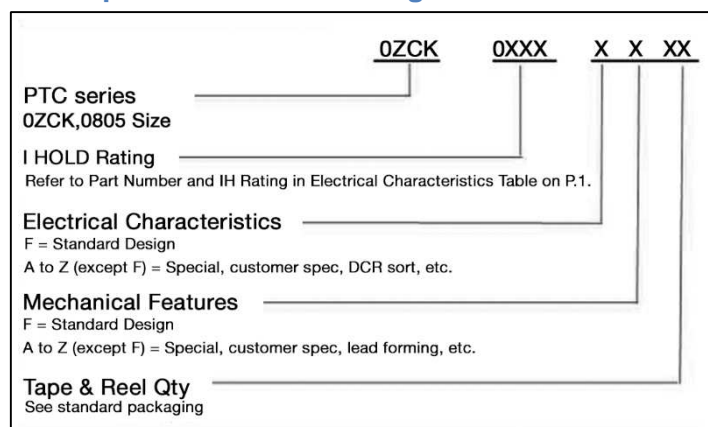 0ZCK 0XXX X X XX
PTC series
0ZCK,0805 Size
I HOLD Rating
Refer to Part Number and IH Rating in Electrical Characteristics Table on P.1.
Electrical Characteristics
F = Standard Design
A to Z (except F) = Special, customer spec, DCR sort, etc.
Mechanical Features
F = Standard Design
A to Z (except F) = Special, customer spec, lead forming, etc.
Tape & Reel Qty
See standard packaging